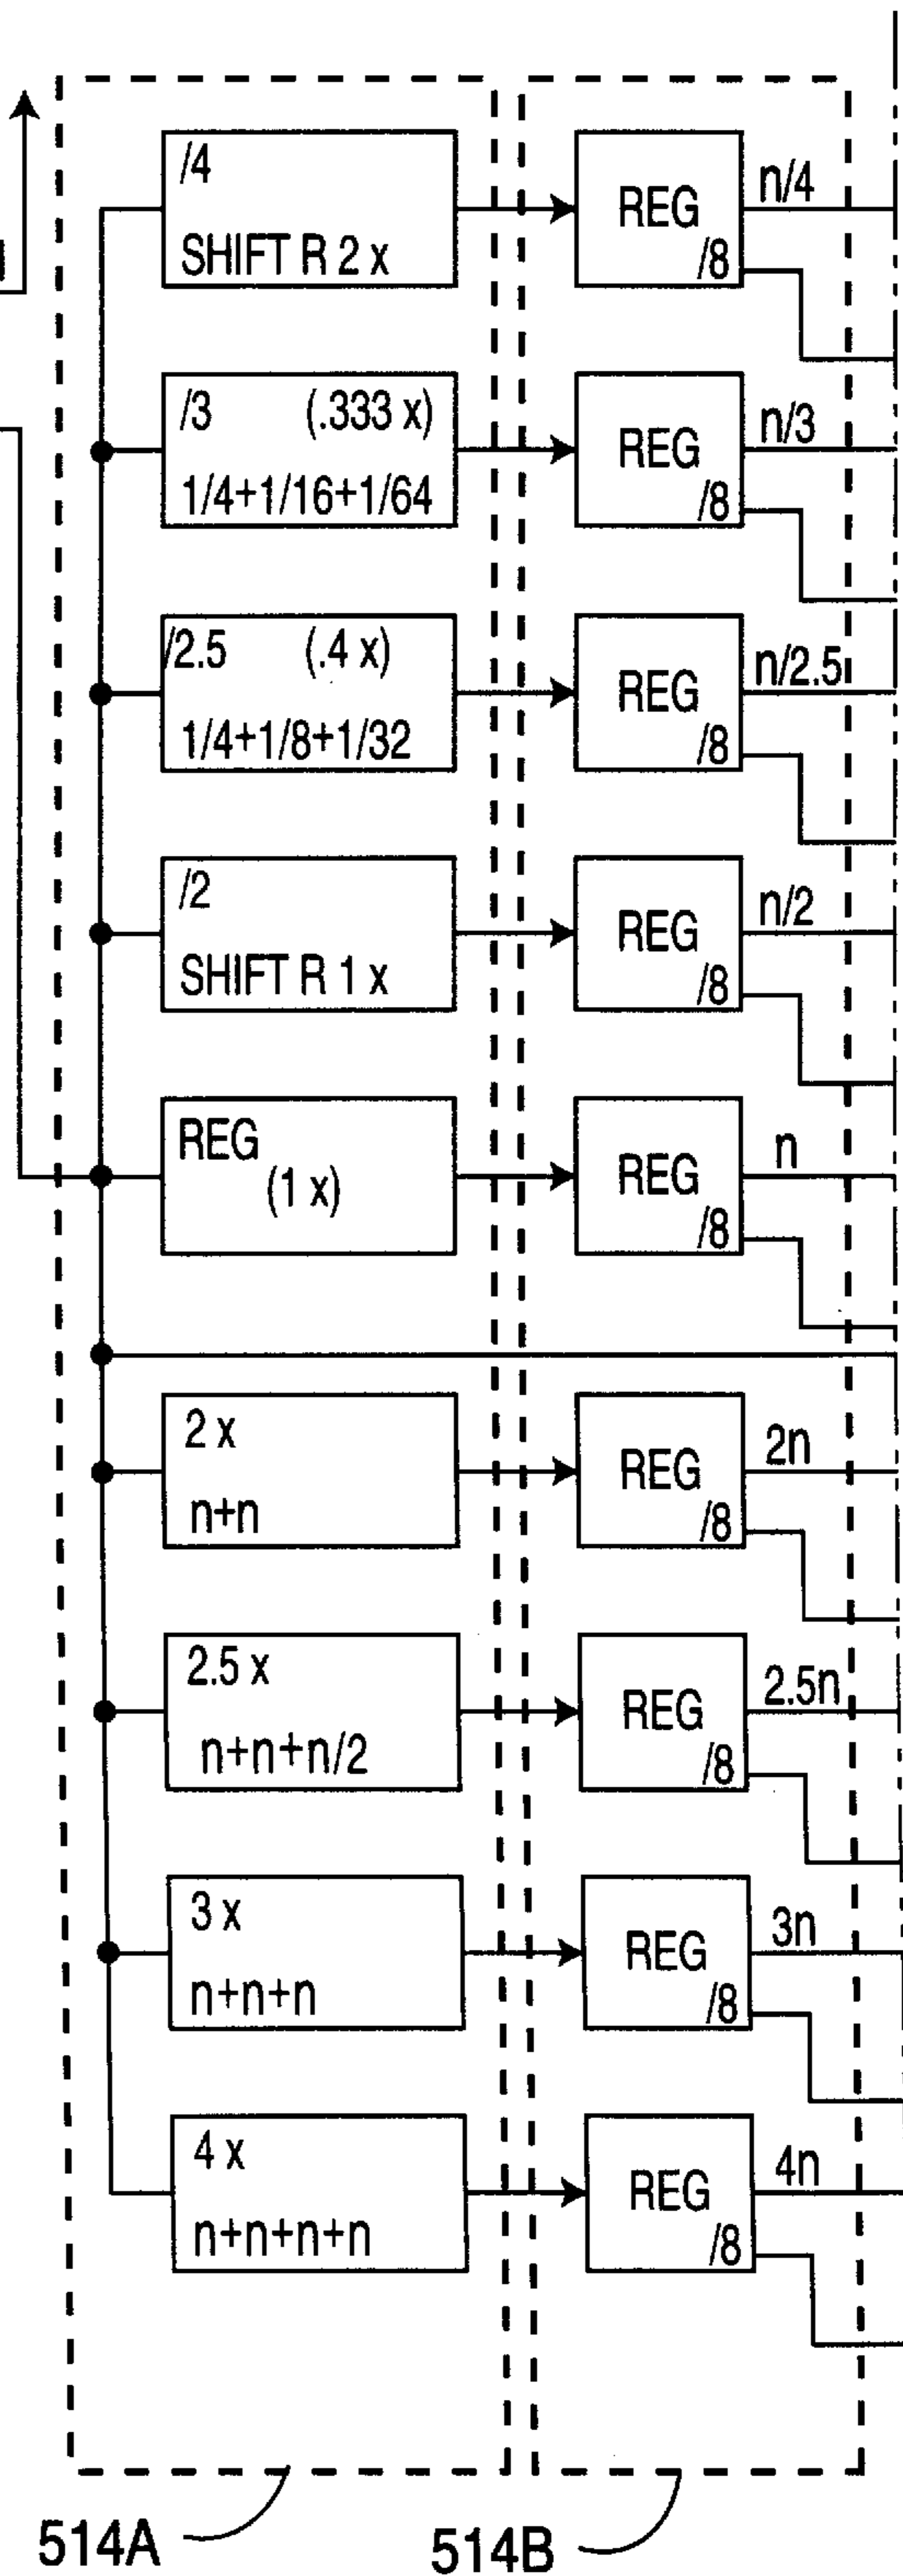 /4
SHIFT R 2 x
REG
/8
n/4
/3 (.333 x)
1/4+1/16+1/64
REG
/8
n/3
/2.5 (.4 x)
1/4+1/8+1/32
REG
/8
n/2.5
/2
SHIFT R 1 x
REG
/8
n/2
REG
(1 x)
REG
/8
n
2 x
n+n
REG
/8
2n
2.5 x
n+n+n/2
REG
/8
2.5n
3 x
n+n+n
REG
/8
3n
4 x
n+n+n+n
REG
/8
4n
514A
514B